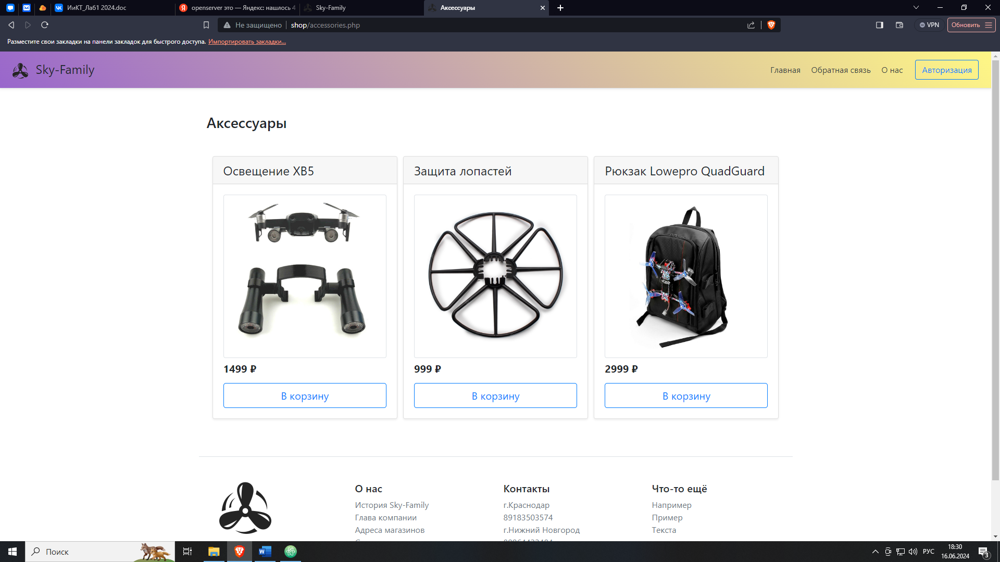 ИиКТ_Лаб1 2024.doc
openserver это — Яндекс: нашлось 4
Sky-Family
Аксессуары
Не защищено
shop/accessories.php
VPN
Обновить
Разместите свои закладки на панели закладок для быстрого доступа. Импортировать закладки...
Sky-Family
Главная
Обратная связь
О нас
Авторизация
Аксессуары
Освещение XB5
Защита лопастей
Рюкзак Lowepro QuadGuard
1499 ₽
999 ₽
2999 ₽
В корзину
В корзину
В корзину
О нас
История Sky-Family
Глава компании
Адреса магазинов
Контакты
г.Краснодар
89183503574
г.Нижний Новгород
Что-то ещё
Например
Пример
Текста
Поиск
РУС
18:30
16.06.2024
3